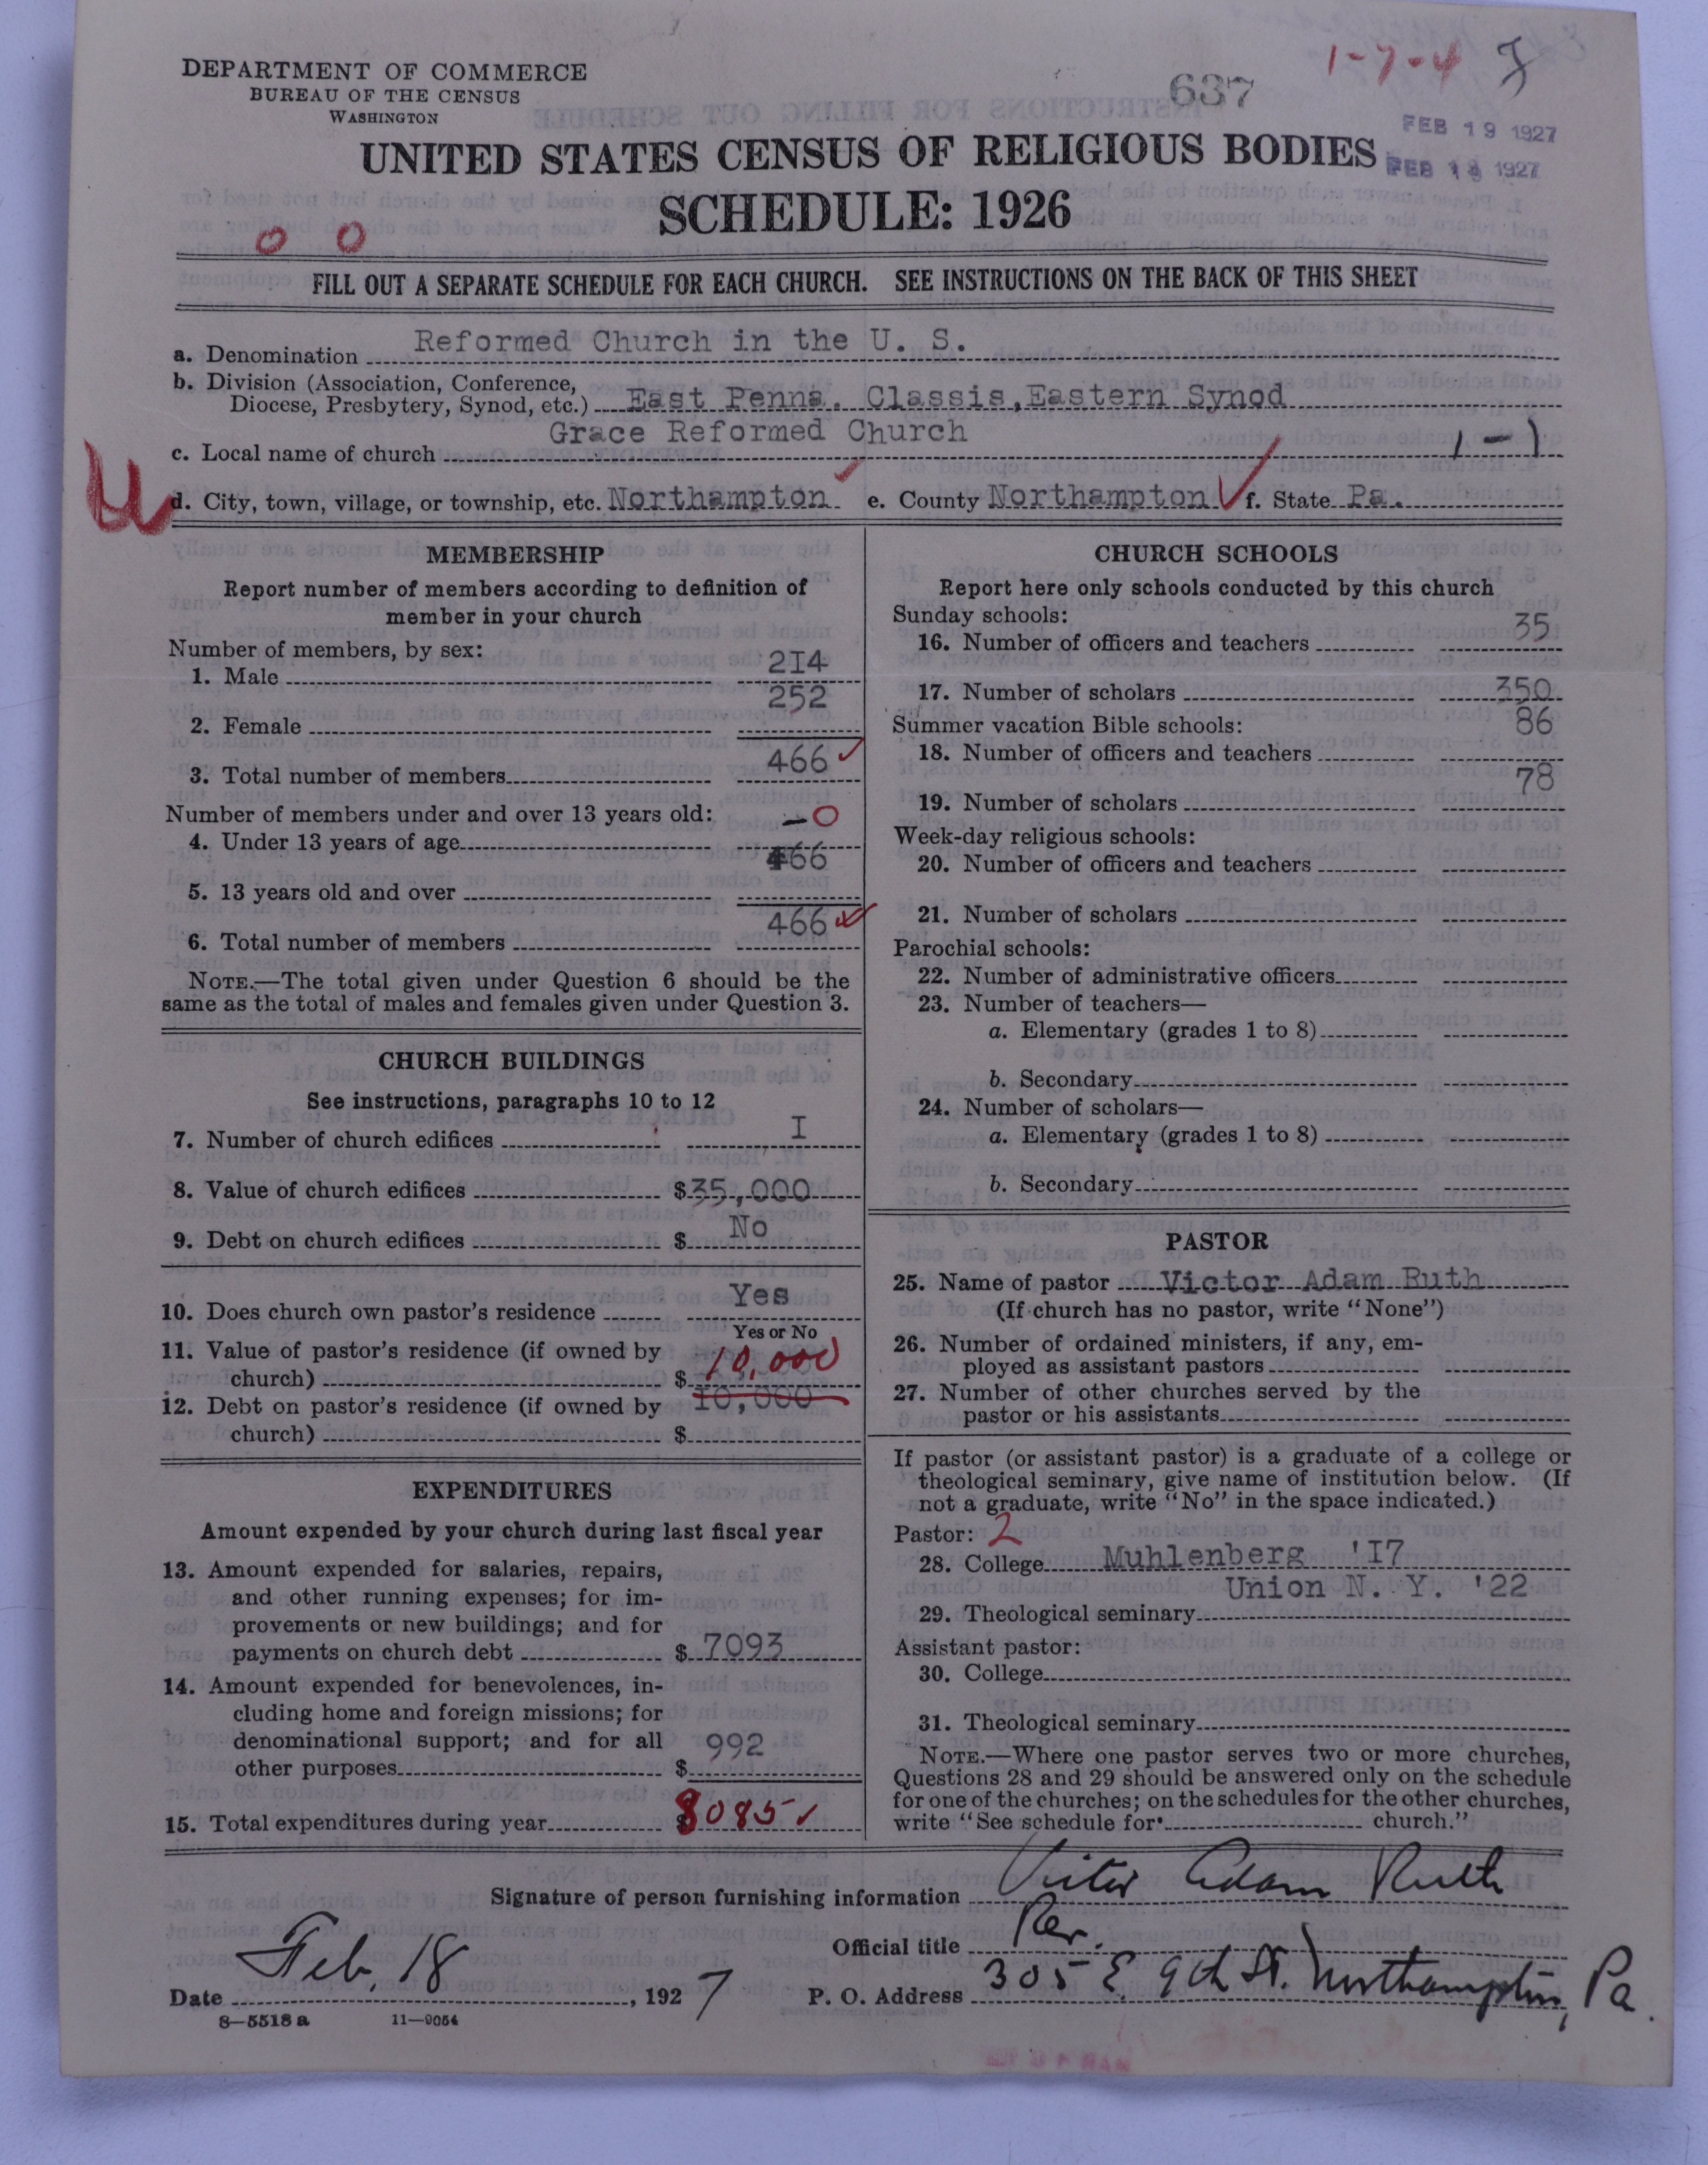 DEPARTMENT OF COMMERCE
BUREAU OF THE CENSUS
WASHINGTON
637
1-7-4
FEB 19 1927
FEB 18 1927
UNITED STATES CENSUS OF RELIGIOUS BODIES
SCHEDULE: 1926
0 0
FILL OUT A SEPARATE SCHEDULE FOR EACH CHURCH. SEE INSTRUCTIONS ON THE BACK OF THIS SHEET
a. Denomination Reformed Church in the U. S.
b. Division (Association, Conference,
Diocese, Presbytery, Synod, etc.) East Penna. Classis, Eastern Synod
c. Local name of church Grace Reformed Church 1-1
d. City, town, village, or township, etc. Northampton e. County Northampton f. State Pa.
MEMBERSHIP
Report number of members according to definition of
member in your church
Number of members, by sex:
1. Male 2I4
2. Female 252
3. Total number of members 466
Number of members under and over 13 years old:
4. Under 13 years of age -0
5. 13 years old and over 466
6. Total number of members 466
NOTE.—The total given under Question 6 should be the
same as the total of males and females given under Question 3.
CHURCH BUILDINGS
See instructions, paragraphs 10 to 12
7. Number of church edifices I
8. Value of church edifices $35,000
9. Debt on church edifices $ No
10. Does church own pastor's residence Yes
Yes or No
11. Value of pastor's residence (if owned by
church) $ 10,000
12. Debt on pastor's residence (if owned by I0,000
church) $
EXPENDITURES
Amount expended by your church during last fiscal year
13. Amount expended for salaries, repairs,
and other running expenses; for im-
provements or new buildings; and for
payments on church debt $ 7093
14. Amount expended for benevolences, in-
cluding home and foreign missions; for
denominational support; and for all
other purposes $ 992
15. Total expenditures during year $ 8085
CHURCH SCHOOLS
Report here only schools conducted by this church
Sunday schools:
16. Number of officers and teachers 35
17. Number of scholars 350
Summer vacation Bible schools:
18. Number of officers and teachers 86
19. Number of scholars 78
Week-day religious schools:
20. Number of officers and teachers
21. Number of scholars
Parochial schools:
22. Number of administrative officers
23. Number of teachers—
a. Elementary (grades 1 to 8)
b. Secondary
24. Number of scholars—
a. Elementary (grades 1 to 8)
b. Secondary
PASTOR
25. Name of pastor Victor Adam Ruth
(If church has no pastor, write "None")
26. Number of ordained ministers, if any, em-
ployed as assistant pastors
27. Number of other churches served by the
pastor or his assistants
If pastor (or assistant pastor) is a graduate of a college or
theological seminary, give name of institution below. (If
not a graduate, write "No" in the space indicated.)
Pastor: 2
28. College Muhlenberg 'I7
29. Theological seminary Union N. Y. '22
Assistant pastor:
30. College
31. Theological seminary
NOTE.—Where one pastor serves two or more churches,
Questions 28 and 29 should be answered only on the schedule
for one of the churches; on the schedules for the other churches,
write "See schedule for church."
Signature of person furnishing information Victor Adam Ruth
Official title Rev.
Date Feb. 18, 1927
P. O. Address 305 E. 9th St. Northampton, Pa.
8—5518 a 11—9054